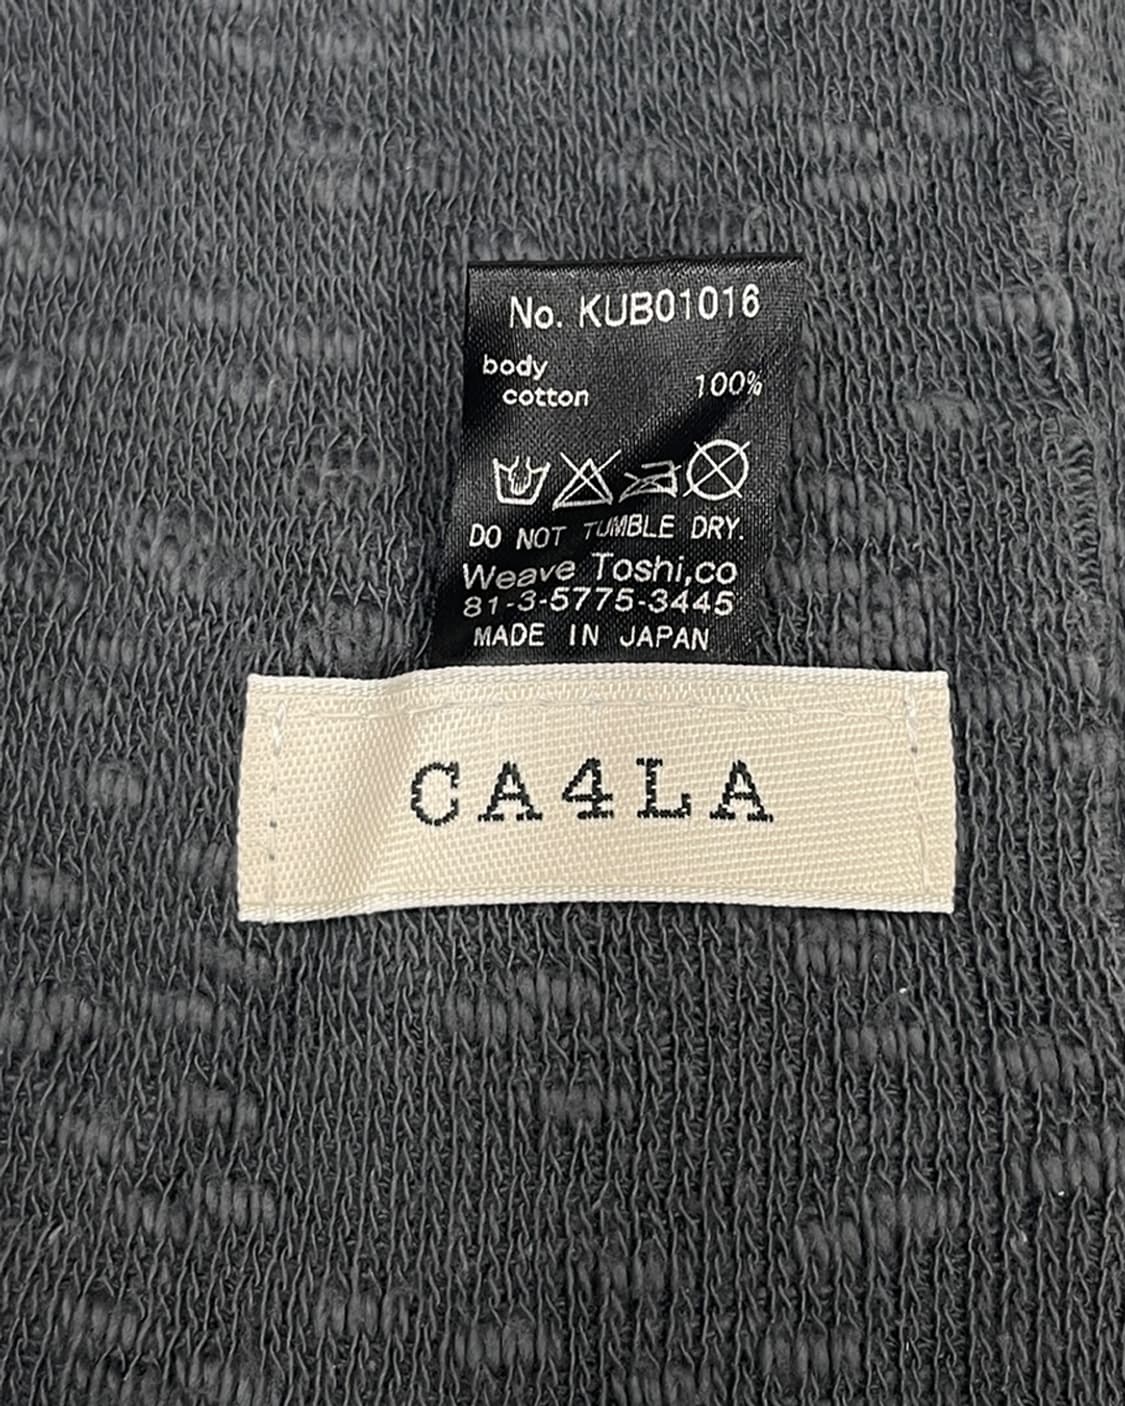 No. KUB01016
body
cotton 100%
DO NOT TUMBLE DRY.
Weave Toshi,co
81-3-5775-3445
MADE IN JAPAN
CA4LA